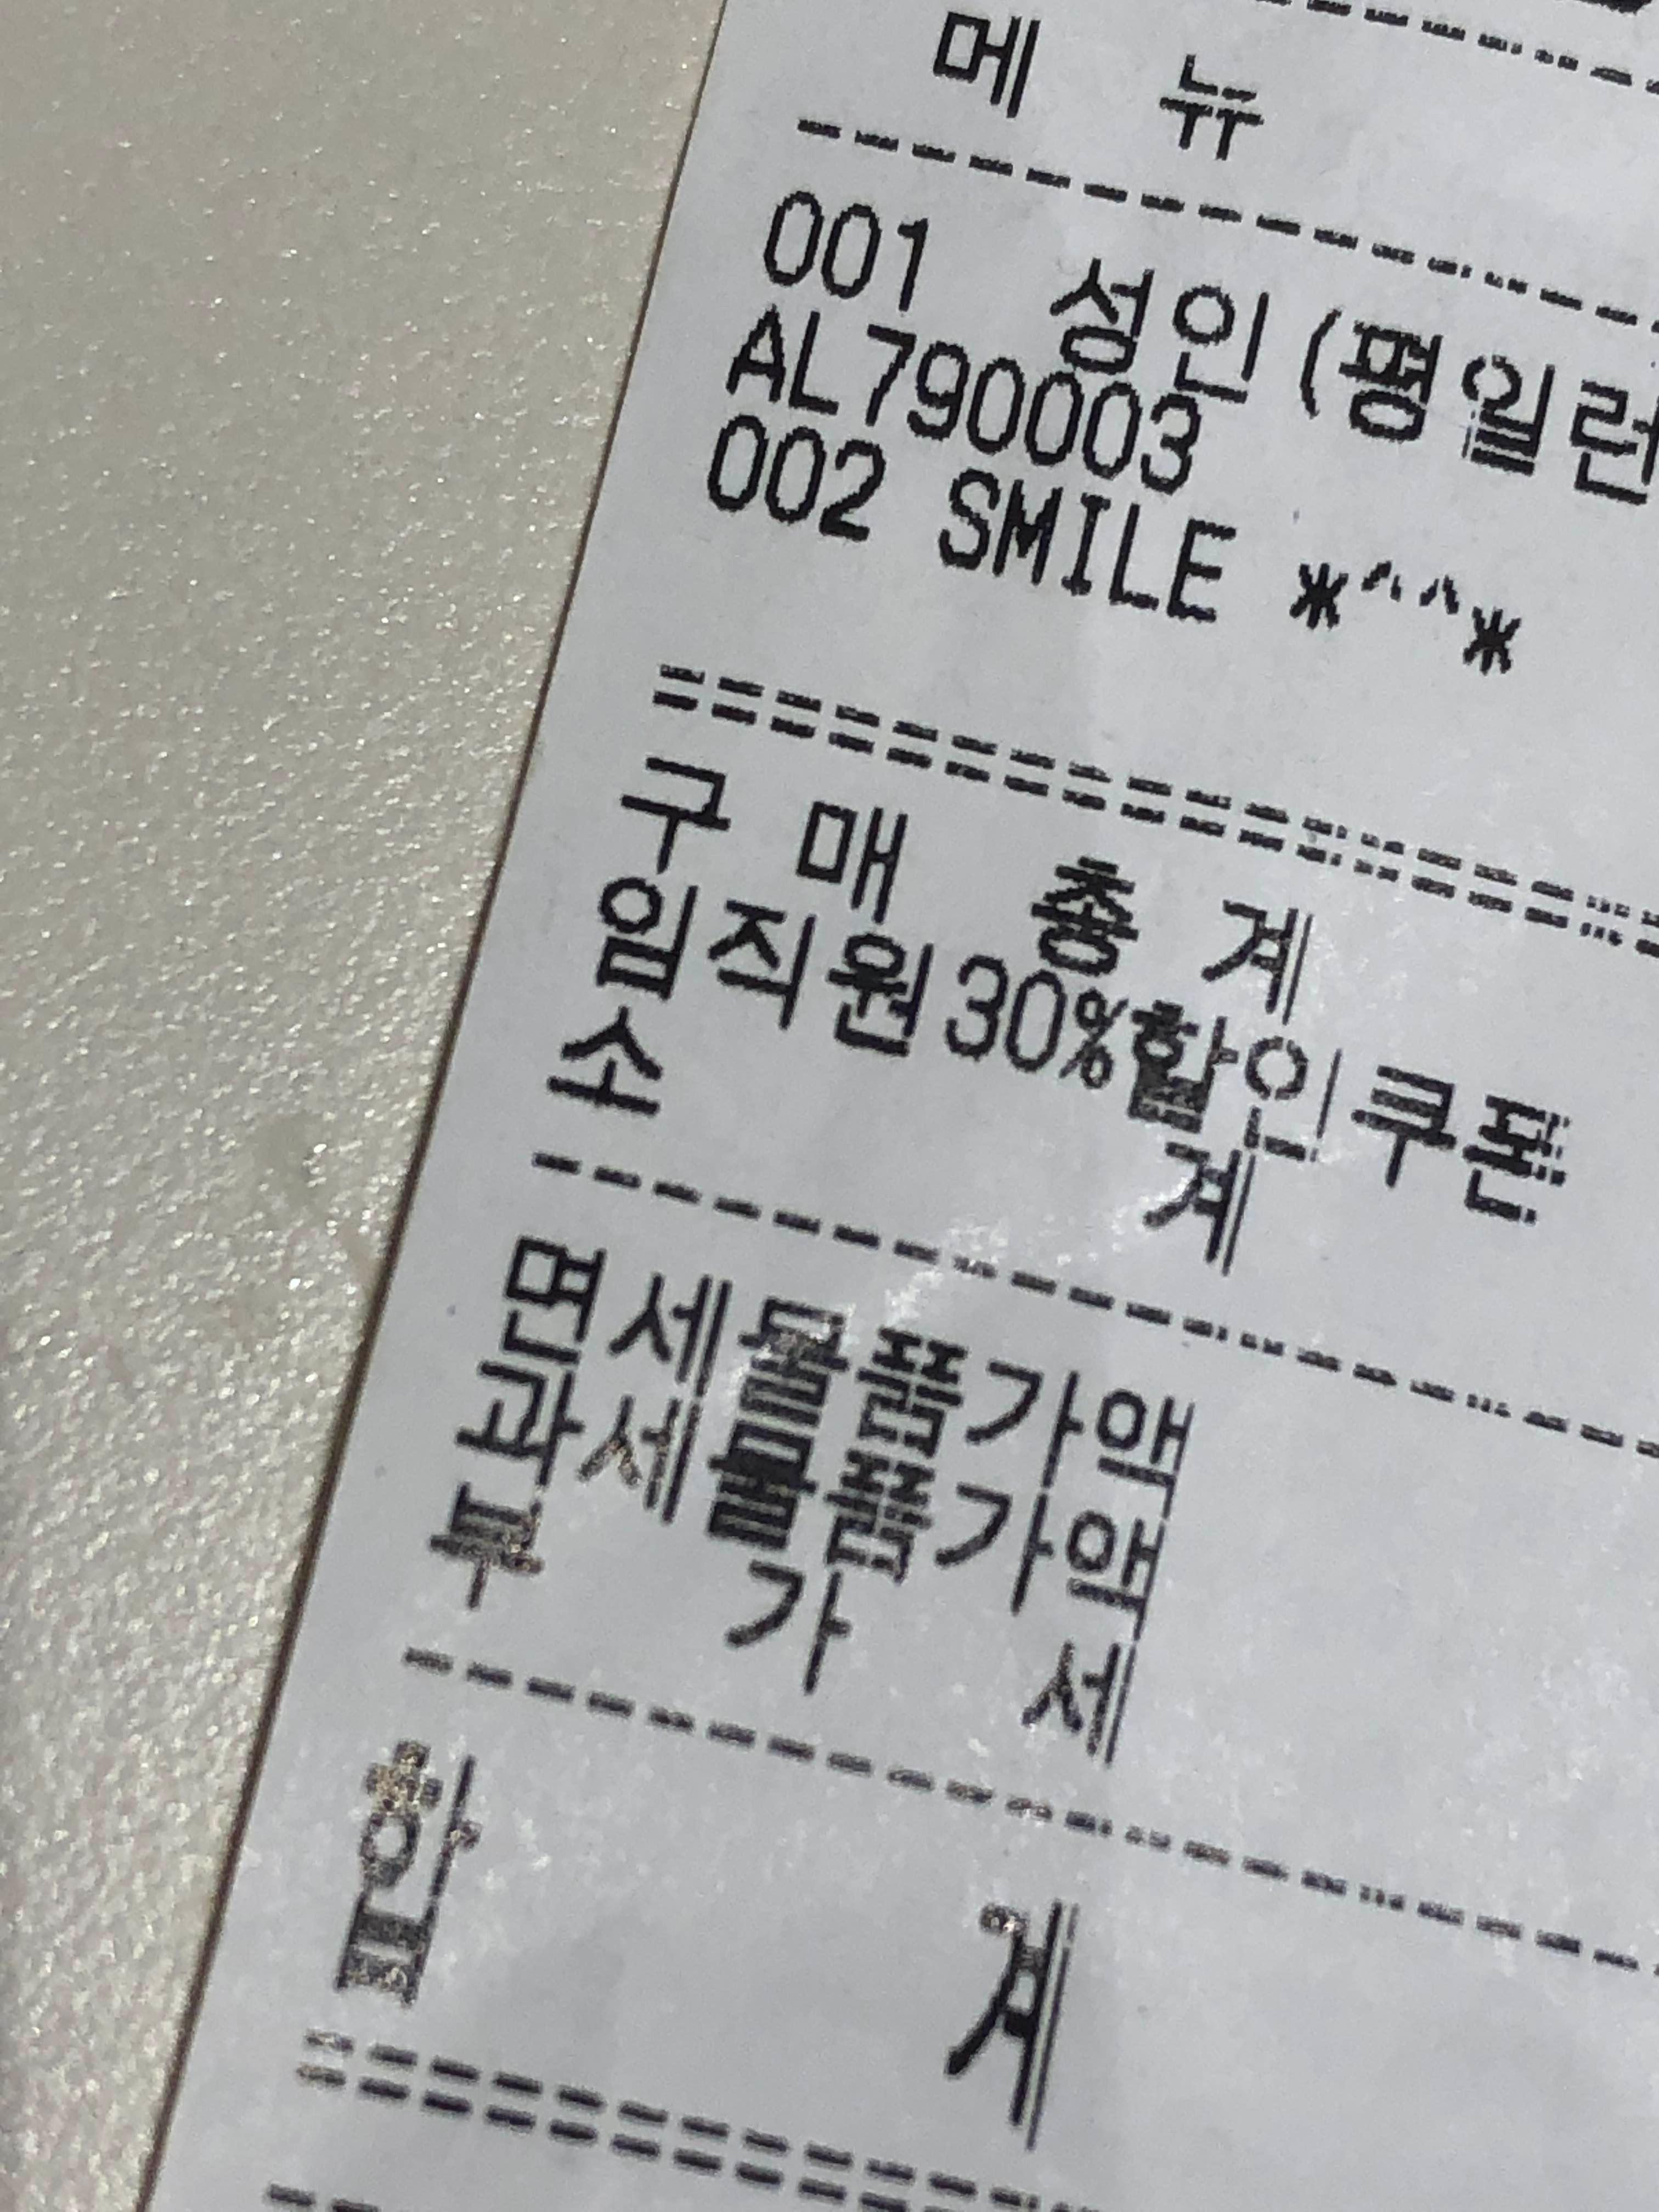 메 뉴
001 성인(평일런
AL790003
002 SMILE *^^*
구 매 총 계
임직원30%할인쿠폰
소 계
면세물품가액
과세물품가액
부 가 세
합 계